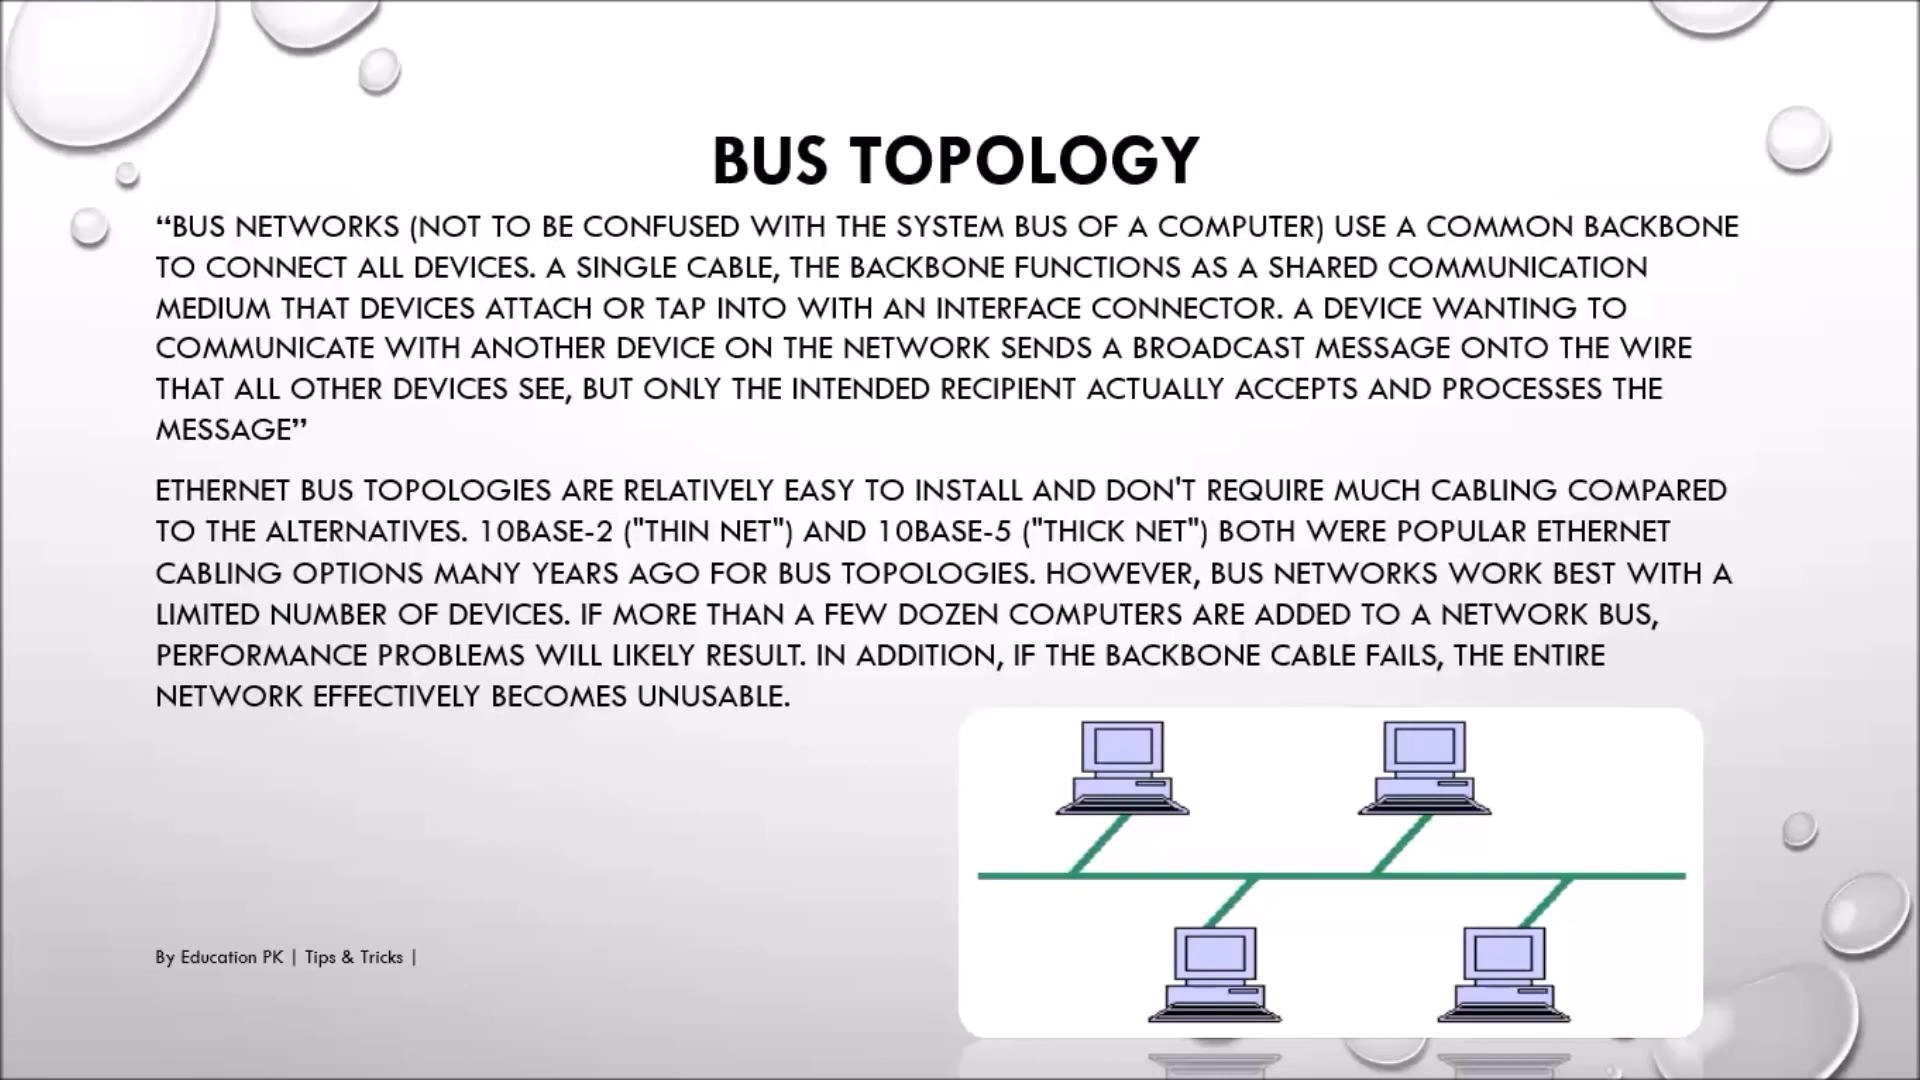 BUS TOPOLOGY
“BUS NETWORKS (NOT TO BE CONFUSED WITH THE SYSTEM BUS OF A COMPUTER) USE A COMMON BACKBONE
TO CONNECT ALL DEVICES. A SINGLE CABLE, THE BACKBONE FUNCTIONS AS A SHARED COMMUNICATION
MEDIUM THAT DEVICES ATTACH OR TAP INTO WITH AN INTERFACE CONNECTOR. A DEVICE WANTING TO
COMMUNICATE WITH ANOTHER DEVICE ON THE NETWORK SENDS A BROADCAST MESSAGE ONTO THE WIRE
THAT ALL OTHER DEVICES SEE, BUT ONLY THE INTENDED RECIPIENT ACTUALLY ACCEPTS AND PROCESSES THE
MESSAGE”
ETHERNET BUS TOPOLOGIES ARE RELATIVELY EASY TO INSTALL AND DON'T REQUIRE MUCH CABLING COMPARED
TO THE ALTERNATIVES. 10BASE-2 ("THIN NET") AND 10BASE-5 ("THICK NET") BOTH WERE POPULAR ETHERNET
CABLING OPTIONS MANY YEARS AGO FOR BUS TOPOLOGIES. HOWEVER, BUS NETWORKS WORK BEST WITH A
LIMITED NUMBER OF DEVICES. IF MORE THAN A FEW DOZEN COMPUTERS ARE ADDED TO A NETWORK BUS,
PERFORMANCE PROBLEMS WILL LIKELY RESULT. IN ADDITION, IF THE BACKBONE CABLE FAILS, THE ENTIRE
NETWORK EFFECTIVELY BECOMES UNUSABLE.
By Education PK | Tips & Tricks |